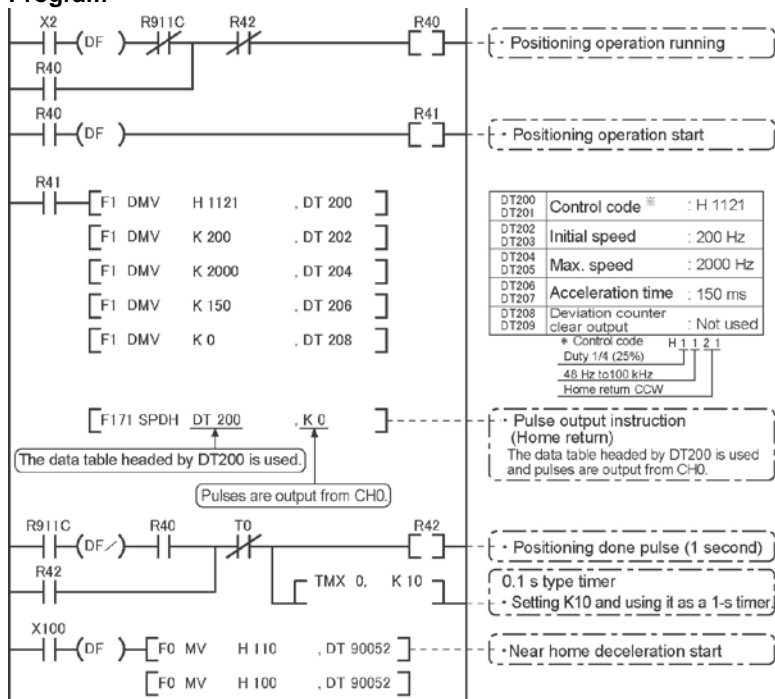 Program
X2 R911C R42 R40
(DF )
· Positioning operation running
R40
R40 R41
(DF )
· Positioning operation start
R41
F1 DMV H 1121 , DT 200
F1 DMV K 200 , DT 202
F1 DMV K 2000 , DT 204
F1 DMV K 150 , DT 206
F1 DMV K 0 , DT 208
DT200 DT201 Control code ※ : H 1121
DT202 DT203 Initial speed : 200 Hz
DT204 DT205 Max. speed : 2000 Hz
DT206 DT207 Acceleration time : 150 ms
DT208 DT209 Deviation counter clear output : Not used
* Control code H 1 1 2 1
Duty 1/4 (25%)
48 Hz to100 kHz
Home return CCW
F171 SPDH DT 200 , K 0
The data table headed by DT200 is used.
Pulses are output from CH0.
· Pulse output instruction
(Home return)
The data table headed by DT200 is used
and pulses are output from CH0.
R911C R40 T0 R42
(DF/)
· Positioning done pulse (1 second)
R42
TMX 0, K 10
0.1 s type timer
· Setting K10 and using it as a 1-s timer
X100
(DF ) F0 MV H 110 , DT 90052
· Near home deceleration start
F0 MV H 100 , DT 90052